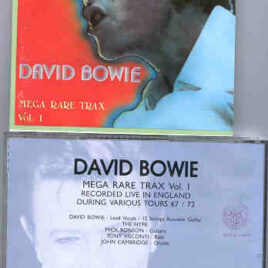 DAVID BOWIE
MEGA RARE TRAX
Vol. 1
DAVID BOWIE
MEGA RARE TRAX Vol. 1
RECORDED LIVE IN ENGLAND
DURING VARIOUS TOURS 67 / 72
DAVID BOWIE - Lead Vocals / 12 Strings Acoustic Guitar
THE HYPE
MICK RONSON - Guitars
TONY VISCONTI - Bass
JOHN CAMBRIDGE - Drums